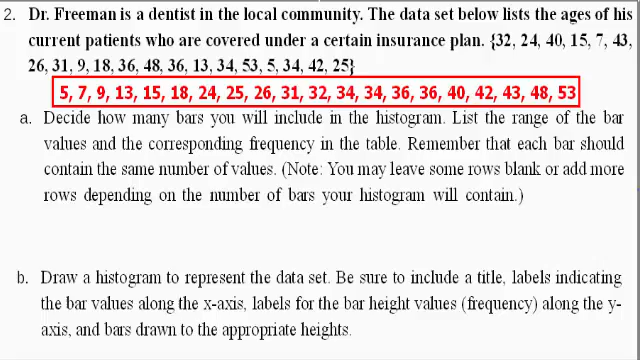 2. Dr. Freeman is a dentist in the local community. The data set below lists the ages of his
current patients who are covered under a certain insurance plan. {32, 24, 40, 15, 7, 43,
26, 31, 9, 18, 36, 48, 36, 13, 34, 53, 5, 34, 42, 25}
5, 7, 9, 13, 15, 18, 24, 25, 26, 31, 32, 34, 34, 36, 36, 40, 42, 43, 48, 53
a. Decide how many bars you will include in the histogram. List the range of the bar
values and the corresponding frequency in the table. Remember that each bar should
contain the same number of values. (Note: You may leave some rows blank or add more
rows depending on the number of bars your histogram will contain.)
b. Draw a histogram to represent the data set. Be sure to include a title, labels indicating
the bar values along the x-axis, labels for the bar height values (frequency) along the y-
axis, and bars drawn to the appropriate heights.